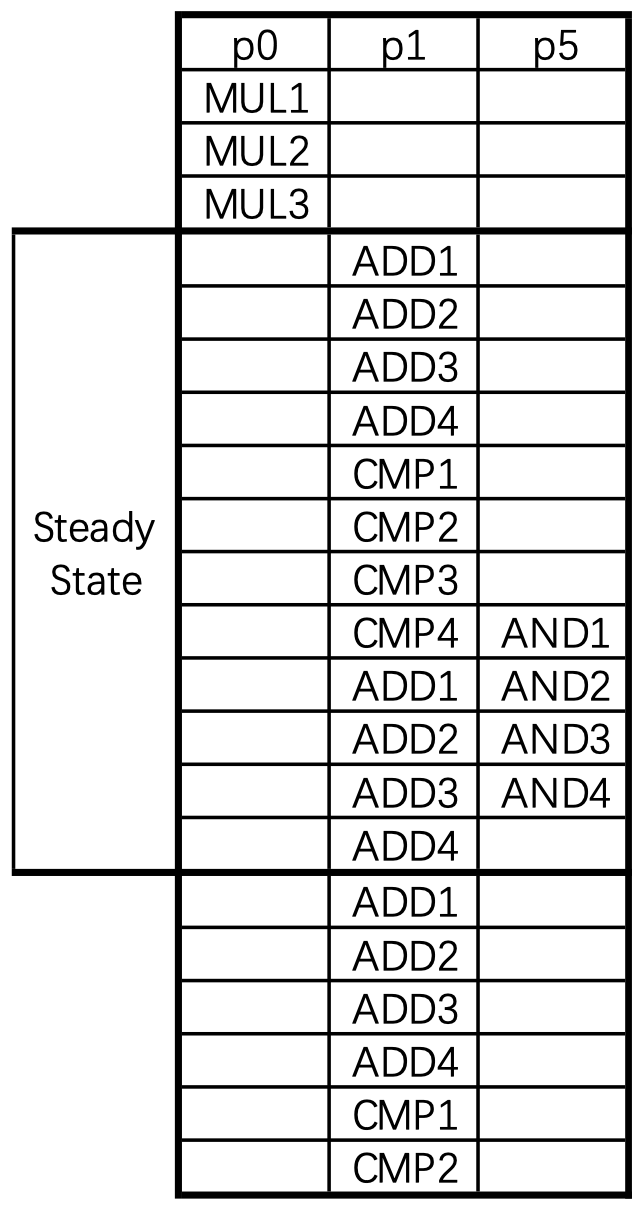 p0 p1 p5
MUL1
MUL2
MUL3
ADD1
ADD2
ADD3
ADD4
CMP1
Steady CMP2
State CMP3
CMP4 AND1
ADD1 AND2
ADD2 AND3
ADD3 AND4
ADD4
ADD1
ADD2
ADD3
ADD4
CMP1
CMP2